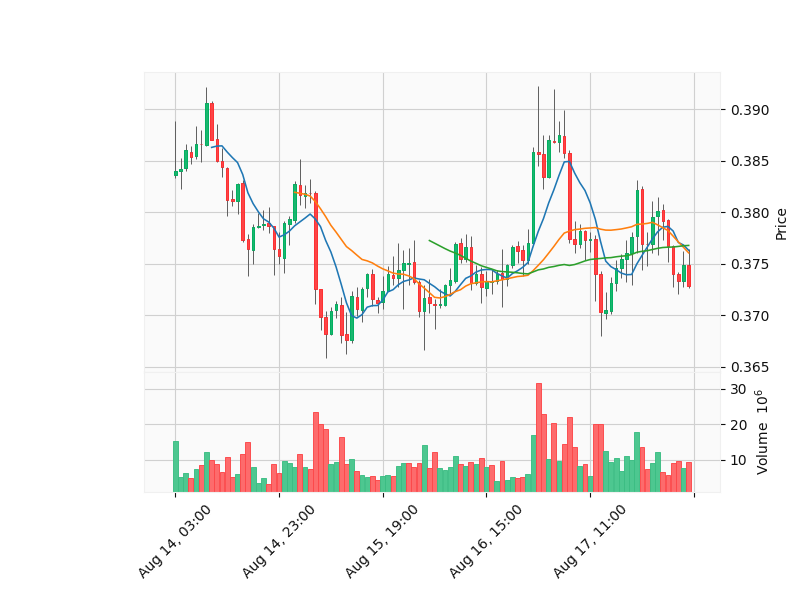 0.390
0.385
0.380
0.375
0.370
0.365
Price
30
20
10
Volume 10^6
Aug 14, 03:00
Aug 14, 23:00
Aug 15, 19:00
Aug 16, 15:00
Aug 17, 11:00